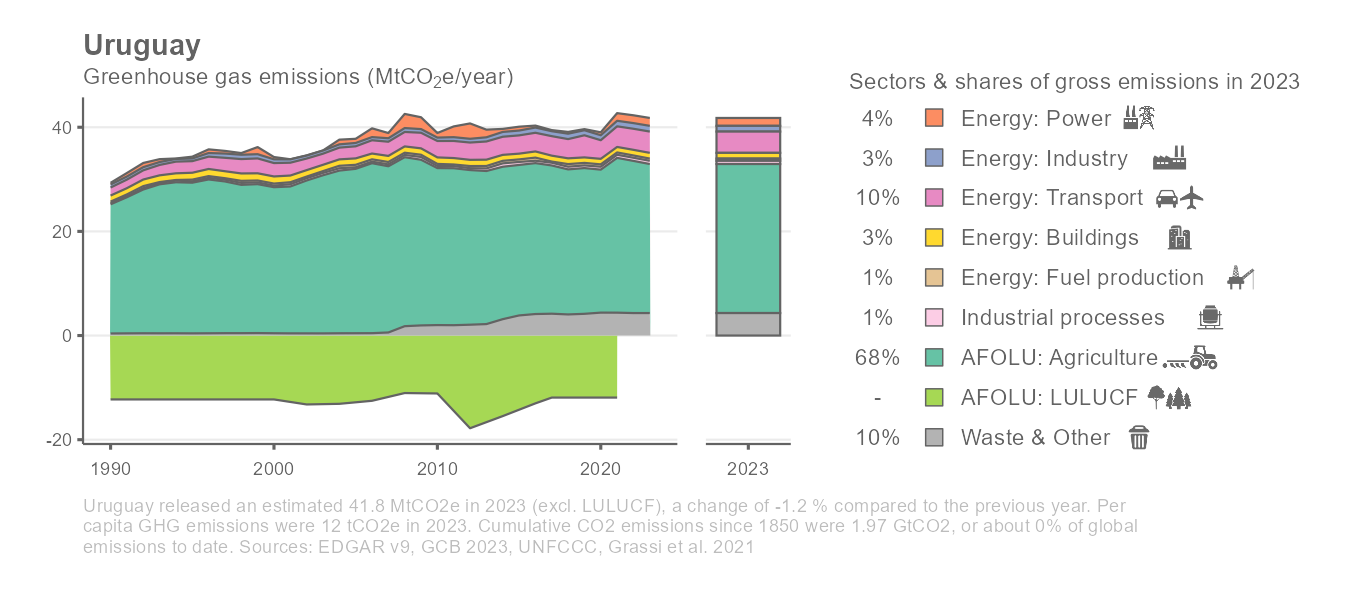 Uruguay
Greenhouse gas emissions (MtCO₂e/year)
40
20
0
-20
1990
2000
2010
2020
2023
Sectors & shares of gross emissions in 2023
4% Energy: Power
3% Energy: Industry
10% Energy: Transport
3% Energy: Buildings
1% Energy: Fuel production
1% Industrial processes
68% AFOLU: Agriculture
- AFOLU: LULUCF
10% Waste & Other
Uruguay released an estimated 41.8 MtCO2e in 2023 (excl. LULUCF), a change of -1.2 % compared to the previous year. Per
capita GHG emissions were 12 tCO2e in 2023. Cumulative CO2 emissions since 1850 were 1.97 GtCO2, or about 0% of global
emissions to date. Sources: EDGAR v9, GCB 2023, UNFCCC, Grassi et al. 2021